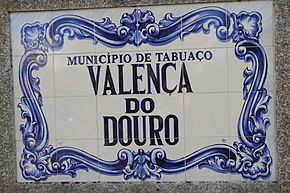 MUNICÍPIO DE TABUAÇO
VALENÇA
DO
DOURO